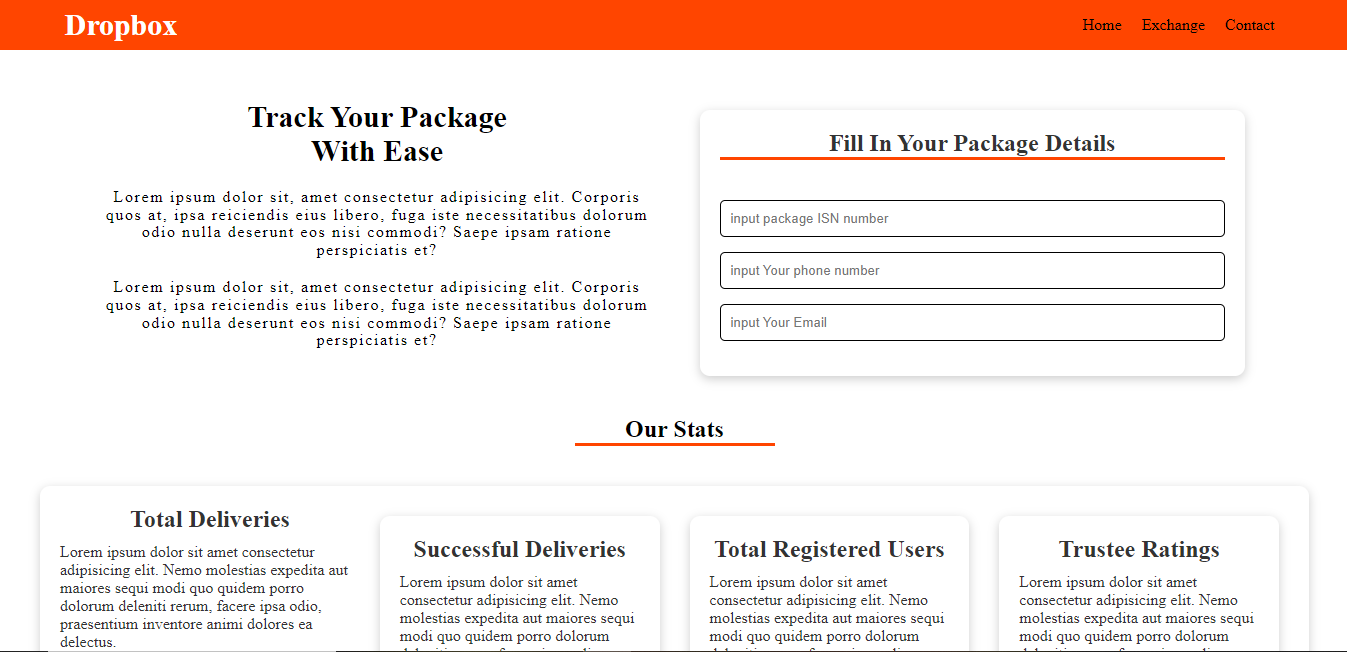 Dropbox
Home Exchange Contact
Track Your Package
With Ease
Lorem ipsum dolor sit, amet consectetur adipisicing elit. Corporis
quos at, ipsa reiciendis eius libero, fuga iste necessitatibus dolorum
odio nulla deserunt eos nisi commodi? Saepe ipsam ratione
perspiciatis et?
Lorem ipsum dolor sit, amet consectetur adipisicing elit. Corporis
quos at, ipsa reiciendis eius libero, fuga iste necessitatibus dolorum
odio nulla deserunt eos nisi commodi? Saepe ipsam ratione
perspiciatis et?
Fill In Your Package Details
input package ISN number
input Your phone number
input Your Email
Our Stats
Total Deliveries
Lorem ipsum dolor sit amet consectetur
adipisicing elit. Nemo molestias expedita aut
maiores sequi modi quo quidem porro
dolorum deleniti rerum, facere ipsa odio,
praesentium inventore animi dolores ea
delectus.
Successful Deliveries
Lorem ipsum dolor sit amet
consectetur adipisicing elit. Nemo
molestias expedita aut maiores sequi
modi quo quidem porro dolorum
Total Registered Users
Lorem ipsum dolor sit amet
consectetur adipisicing elit. Nemo
molestias expedita aut maiores sequi
modi quo quidem porro dolorum
Trustee Ratings
Lorem ipsum dolor sit amet
consectetur adipisicing elit. Nemo
molestias expedita aut maiores sequi
modi quo quidem porro dolorum